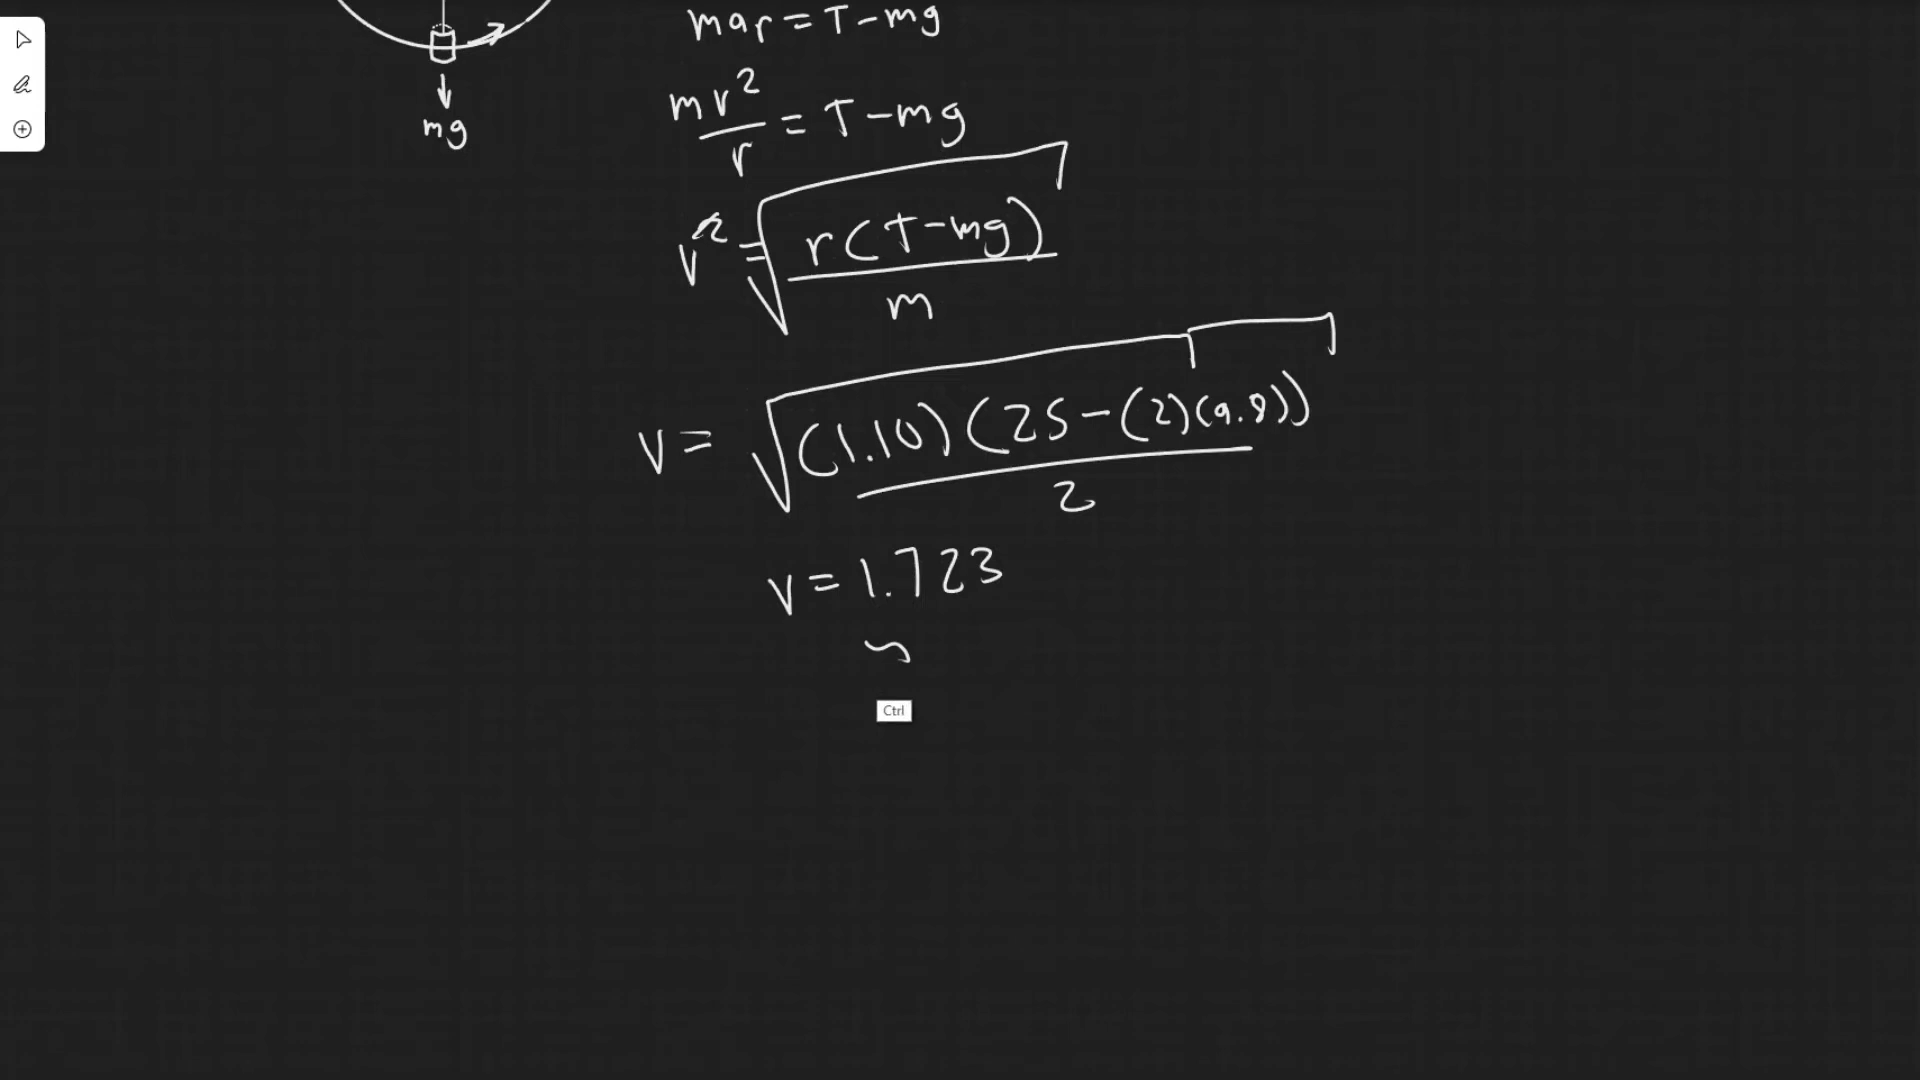 mar = T - mg
mg
mv²/r = T - mg
v² = √(r(T - mg)/m)
v = √((1.10)(25 - (2)(9.8))/2)
v = 1.723
Ctrl